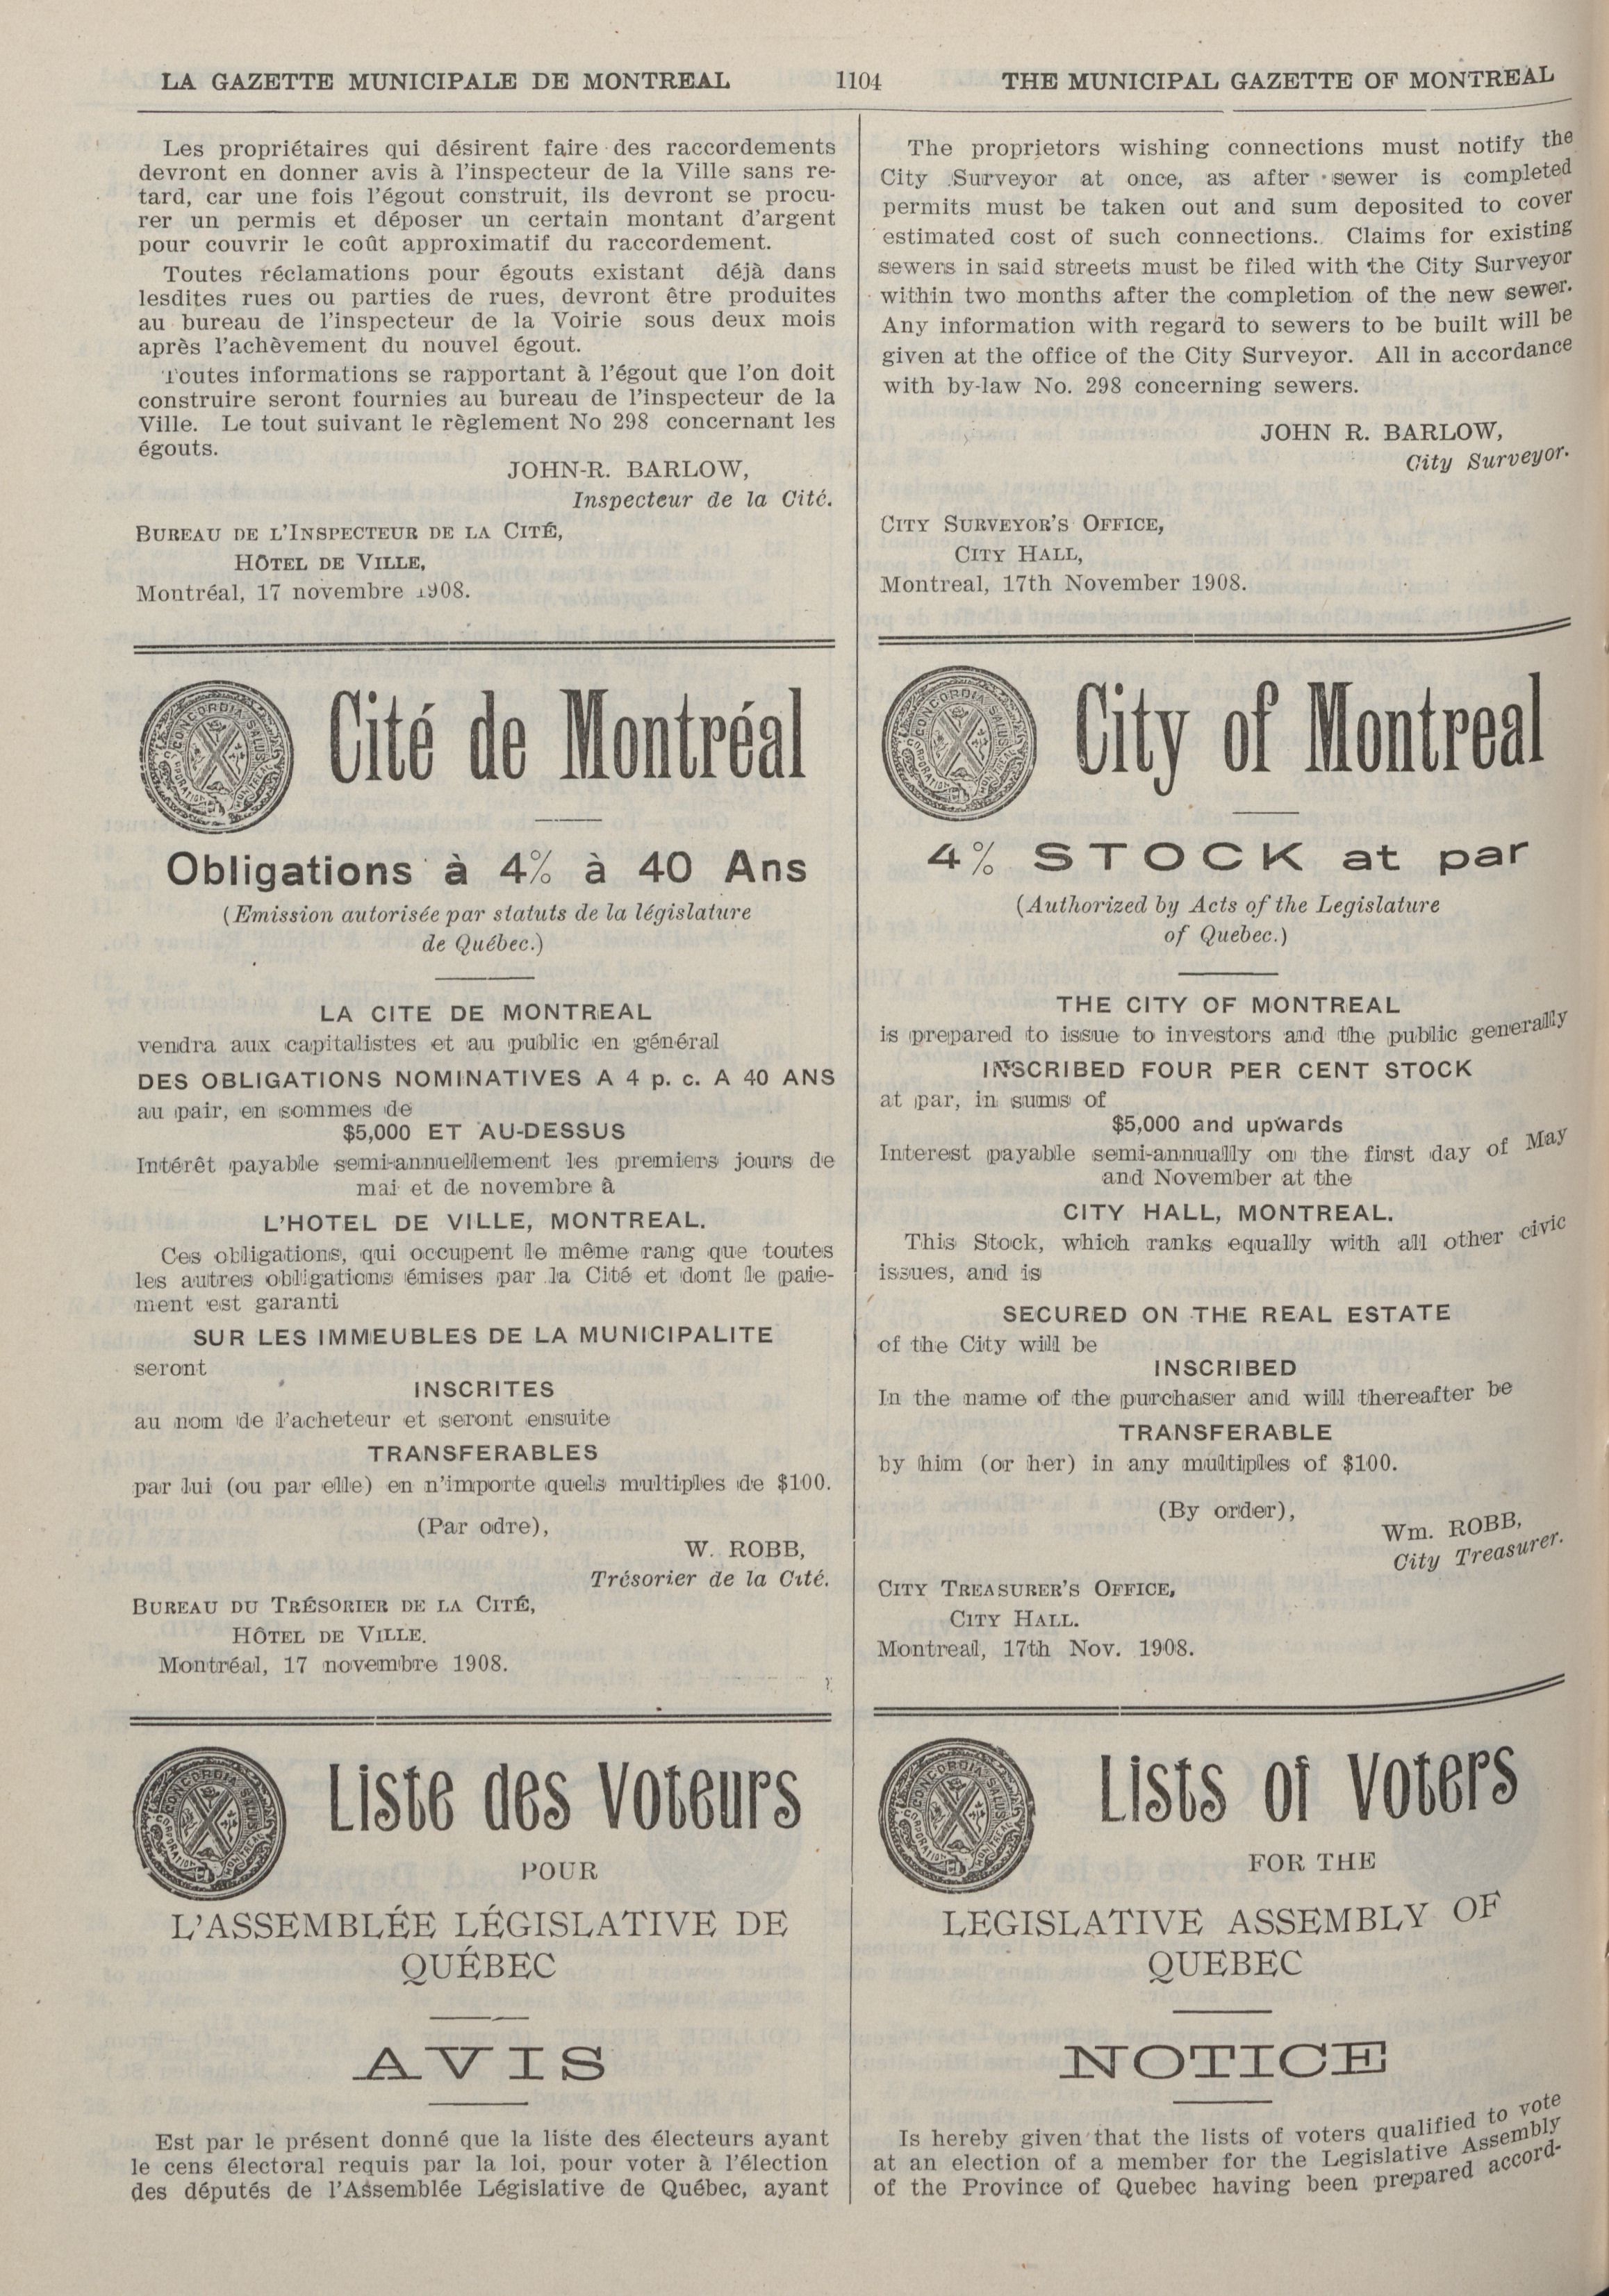 LA GAZETTE MUNICIPALE DE MONTREAL 1104 THE MUNICIPAL GAZETTE OF MONTREAL
Les propriétaires qui désirent faire des raccordements
devront en donner avis à l'inspecteur de la Ville sans re-
tard, car une fois l'égout construit, ils devront se procu-
rer un permis et déposer un certain montant d'argent
pour couvrir le coût approximatif du raccordement.
Toutes réclamations pour égouts existant déjà dans
lesdites rues ou parties de rues, devront être produites
au bureau de l'inspecteur de la Voirie sous deux mois
après l'achèvement du nouvel égout.
Toutes informations se rapportant à l'égout que l'on doit
construire seront fournies au bureau de l'inspecteur de la
Ville. Le tout suivant le règlement No 298 concernant les
égouts.
JOHN-R. BARLOW,
Inspecteur de la Cité.
BUREAU DE L'INSPECTEUR DE LA CITÉ,
HÔTEL DE VILLE,
Montréal, 17 novembre 1908.
Cité de Montréal
Obligations à 4% à 40 Ans
(Emission autorisée par statuts de la législature
de Québec.)
LA CITE DE MONTREAL
vendra aux capitalistes et au public en général
DES OBLIGATIONS NOMINATIVES A 4 p. c. A 40 ANS
au pair, en sommes de
$5,000 ET AU-DESSUS
Intérêt payable semi-annuellement les premiers jours de
mai et de novembre à
L'HOTEL DE VILLE, MONTREAL.
Ces obligations, qui occupent le même rang que toutes
les autres obligations émises par la Cité et dont le paie-
ment est garanti
SUR LES IMMEUBLES DE LA MUNICIPALITE
seront
INSCRITES
au nom de l'acheteur et seront ensuite
TRANSFERABLES
par lui (ou par elle) en n'importe quels multiples de $100.
(Par odre),
W. ROBB,
Trésorier de la Cité.
BUREAU DU TRÉSORIER DE LA CITÉ,
HÔTEL DE VILLE.
Montréal, 17 novembre 1908.
Liste des Voteurs
POUR
L'ASSEMBLÉE LÉGISLATIVE DE
QUÉBEC
AVIS
Est par le présent donné que la liste des électeurs ayant
le cens électoral requis par la loi, pour voter à l'élection
des députés de l'Assemblée Législative de Québec, ayant
The proprietors wishing connections must notify the
City Surveyor at once, as after sewer is completed
permits must be taken out and sum deposited to cover
estimated cost of such connections. Claims for existing
sewers in said streets must be filed with the City Surveyor
within two months after the completion of the new sewer.
Any information with regard to sewers to be built will be
given at the office of the City Surveyor. All in accordance
with by-law No. 298 concerning sewers.
JOHN R. BARLOW,
City Surveyor.
CITY SURVEYOR'S OFFICE,
CITY HALL,
Montreal, 17th November 1908.
City of Montreal
4% STOCK at par
(Authorized by Acts of the Legislature
of Quebec.)
THE CITY OF MONTREAL
is prepared to issue to investors and the public generally
INSCRIBED FOUR PER CENT STOCK
at par, in sums of
$5,000 and upwards
Interest payable semi-annually on the first day of May
and November at the
CITY HALL, MONTREAL.
This Stock, which ranks equally with all other civic
issues, and is
SECURED ON THE REAL ESTATE
of the City will be
INSCRIBED
In the name of the purchaser and will thereafter be
TRANSFERABLE
by him (or her) in any multiples of $100.
(By order),
Wm. ROBB,
City Treasurer.
CITY TREASURER'S OFFICE,
CITY HALL.
Montreal, 17th Nov. 1908.
Lists of Voters
FOR THE
LEGISLATIVE ASSEMBLY OF
QUEBEC
NOTICE
Is hereby given that the lists of voters qualified to vote
at an election of a member for the Legislative Assembly
of the Province of Quebec having been prepared accord-